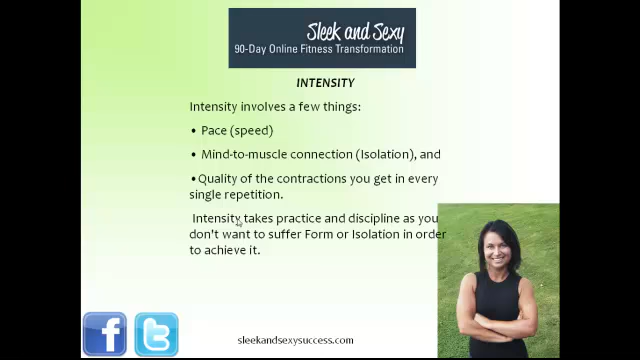 Sleek and Sexy
90-Day Online Fitness Transformation
INTENSITY
Intensity involves a few things:
• Pace (speed)
• Mind-to-muscle connection (Isolation), and
•Quality of the contractions you get in every
single repetition.
Intensity takes practice and discipline as you
don't want to suffer Form or Isolation in order
to achieve it.
sleekandsexysuccess.com